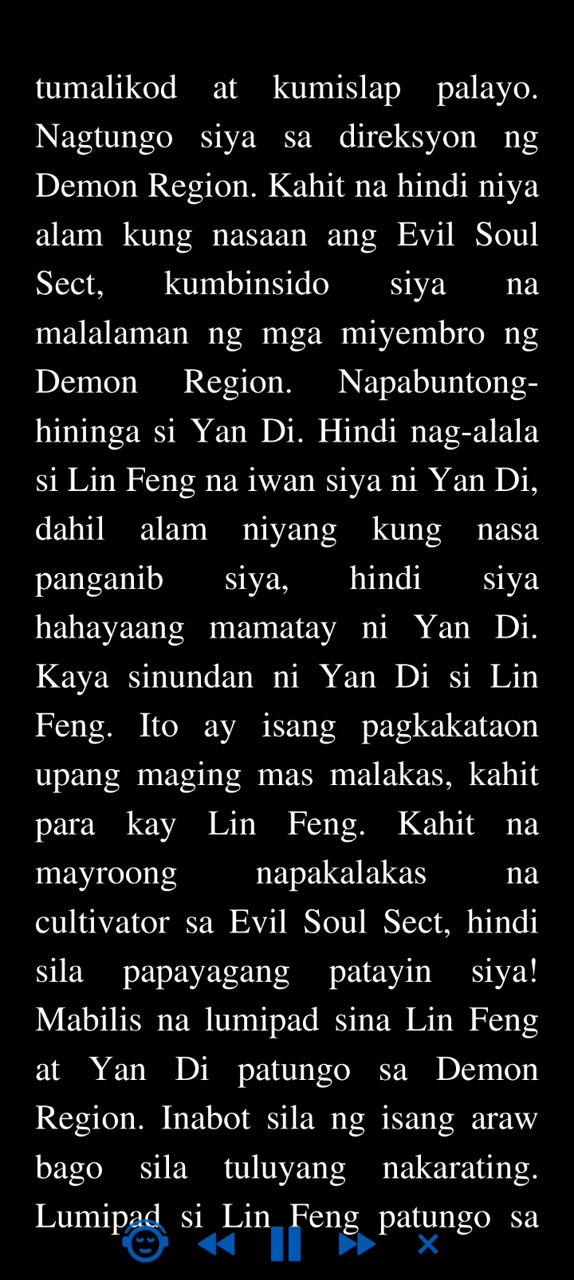 tumalikod at kumislap palayo.
Nagtungo siya sa direksyon ng
Demon Region. Kahit na hindi niya
alam kung nasaan ang Evil Soul
Sect, kumbinsido siya na
malalaman ng mga miyembro ng
Demon Region. Napabuntong-
hininga si Yan Di. Hindi nag-alala
si Lin Feng na iwan siya ni Yan Di,
dahil alam niyang kung nasa
panganib siya, hindi siya
hahayaang mamatay ni Yan Di.
Kaya sinundan ni Yan Di si Lin
Feng. Ito ay isang pagkakataon
upang maging mas malakas, kahit
para kay Lin Feng. Kahit na
mayroong napakalakas na
cultivator sa Evil Soul Sect, hindi
sila papayagang patayin siya!
Mabilis na lumipad sina Lin Feng
at Yan Di patungo sa Demon
Region. Inabot sila ng isang araw
bago sila tuluyang nakarating.
Lumipad si Lin Feng patungo sa